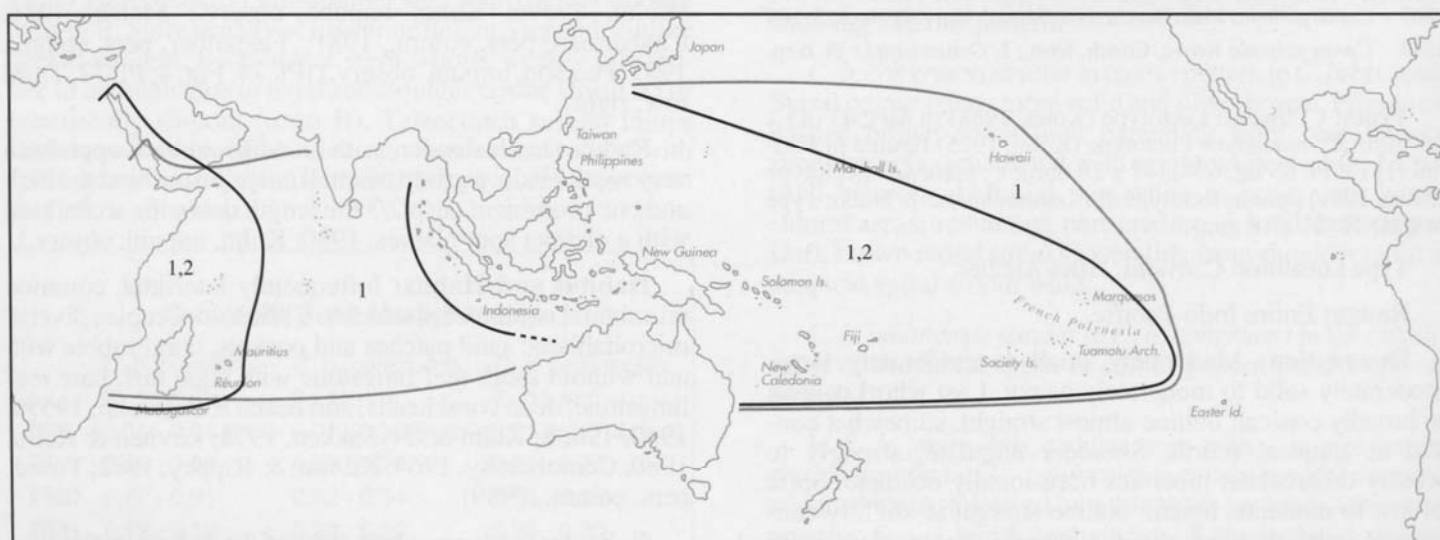 Japan
Taiwan
Philippines
Hawaii
Marshall Is.
1
1,2
1
1,2
New Guinea
Solomon Is.
Indonesia
Marquesas
French Polynesia
Fiji
Tuamotu Arch.
Society
Mauritius
Réunion
New Caledonia
Madagascar
Easter Id.